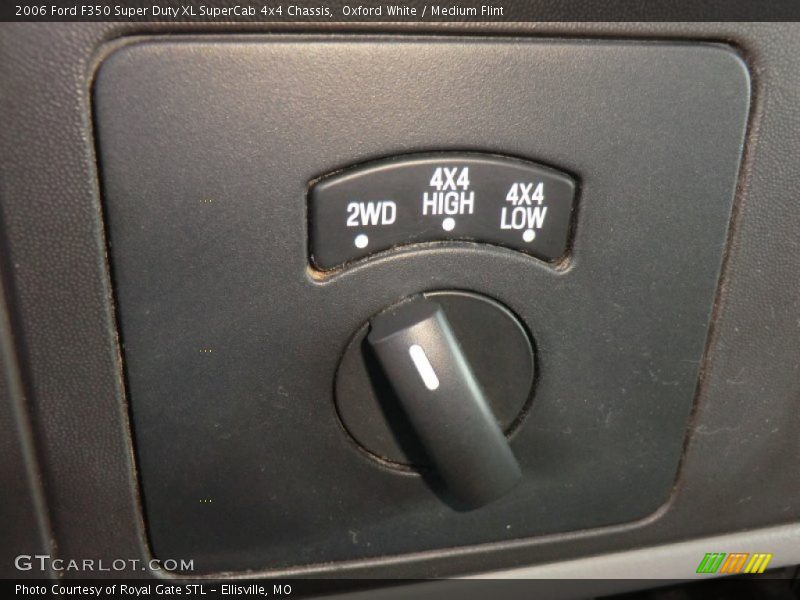 2006 Ford F350 Super Duty XL SuperCab 4x4 Chassis, Oxford White / Medium Flint
2WD
4X4
HIGH
4X4
LOW
GTCARLOT.COM
Photo Courtesy of Royal Gate STL - Ellisville, MO